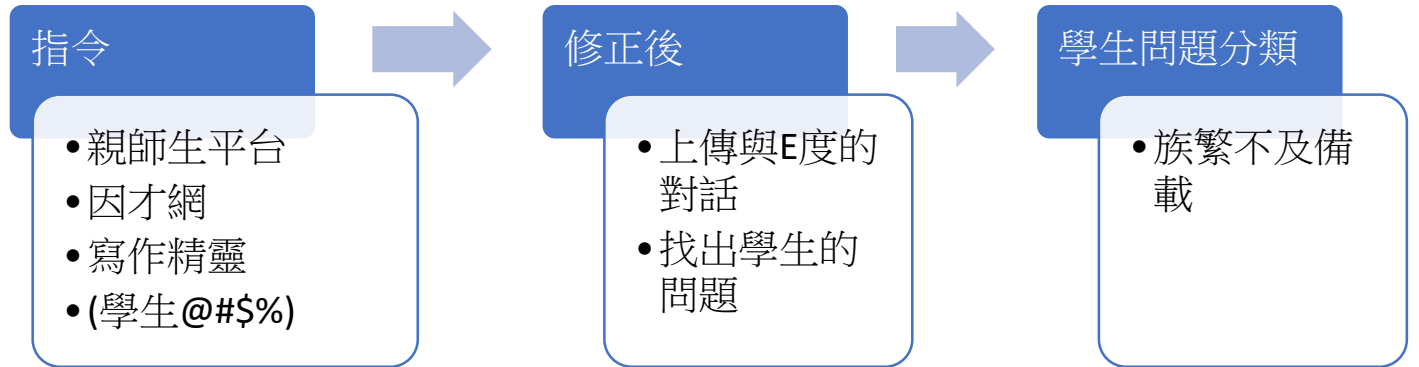 指令
•親師生平台
•因才網
•寫作精靈
•(學生@#$%)
修正後
•上傳與E度的
對話
•找出學生的
問題
學生問題分類
•族繁不及備
載